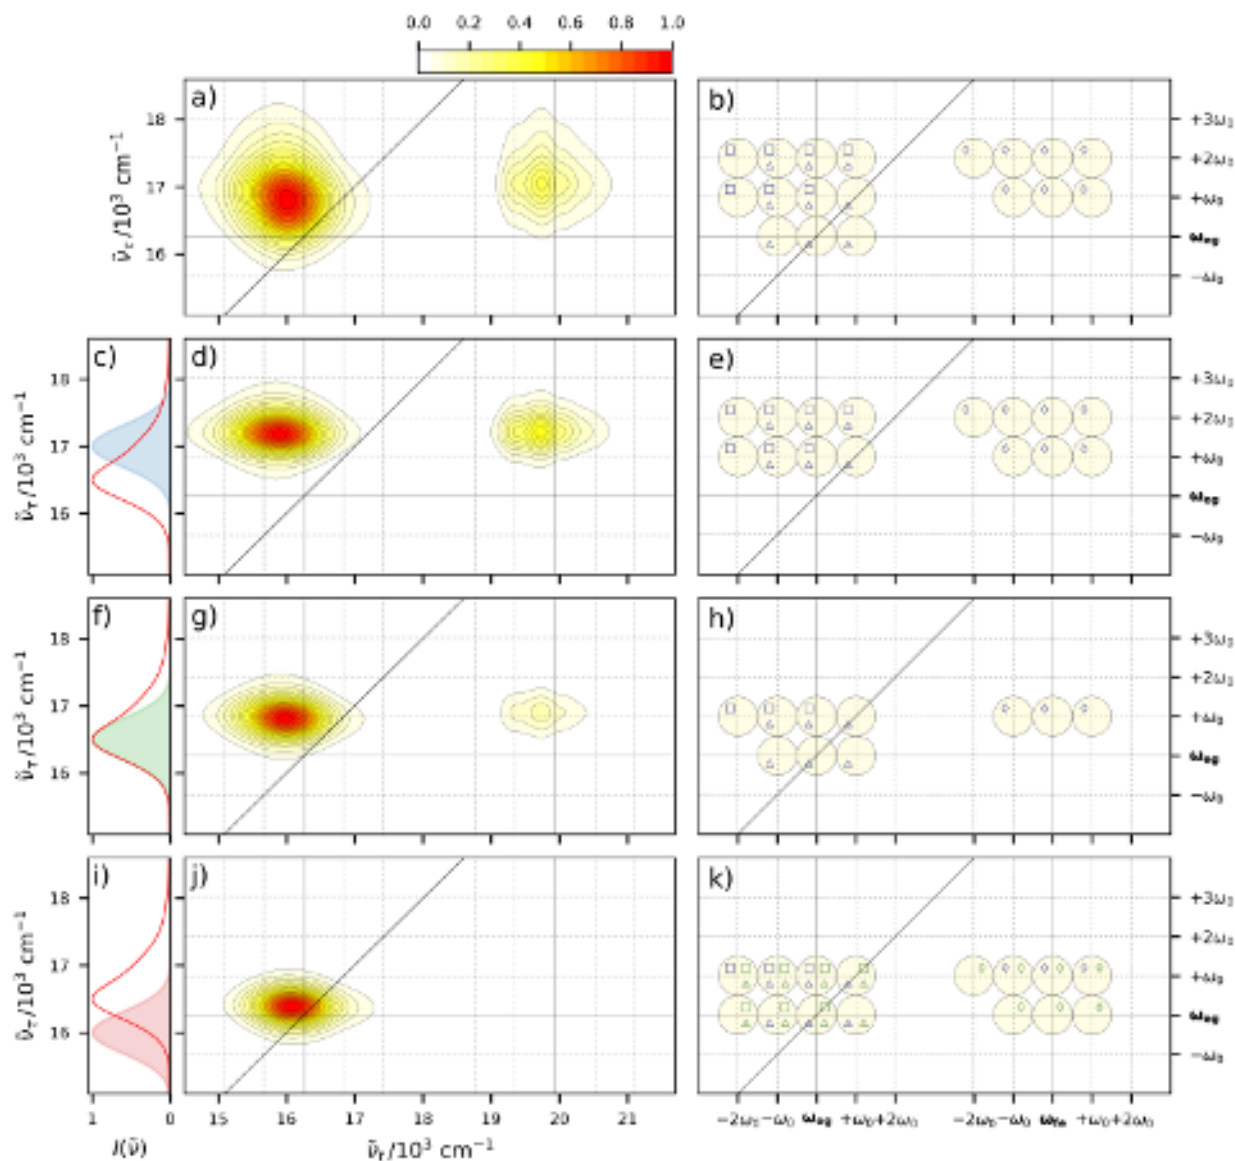 0.0 0.2 0.4 0.6 0.8 1.0
a)
b)
18
17
16
ν̃τ/10³ cm⁻¹
+3ω₀
+2ω₀
+ω₀
ωeg
−ω₀
c)
d)
e)
18
17
16
ν̃τ/10³ cm⁻¹
+3ω₀
+2ω₀
+ω₀
ωeg
−ω₀
f)
g)
h)
18
17
16
ν̃τ/10³ cm⁻¹
+3ω₀
+2ω₀
+ω₀
ωeg
−ω₀
i)
j)
k)
18
17
16
ν̃τ/10³ cm⁻¹
+3ω₀
+2ω₀
+ω₀
ωeg
−ω₀
1 0
15 16 17 18 19 20 21
−2ω₀ −ω₀ ωeg +ω₀ +2ω₀ −2ω₀ −ω₀ ωfe +ω₀ +2ω₀
J(ν̃)
ν̃t/10³ cm⁻¹